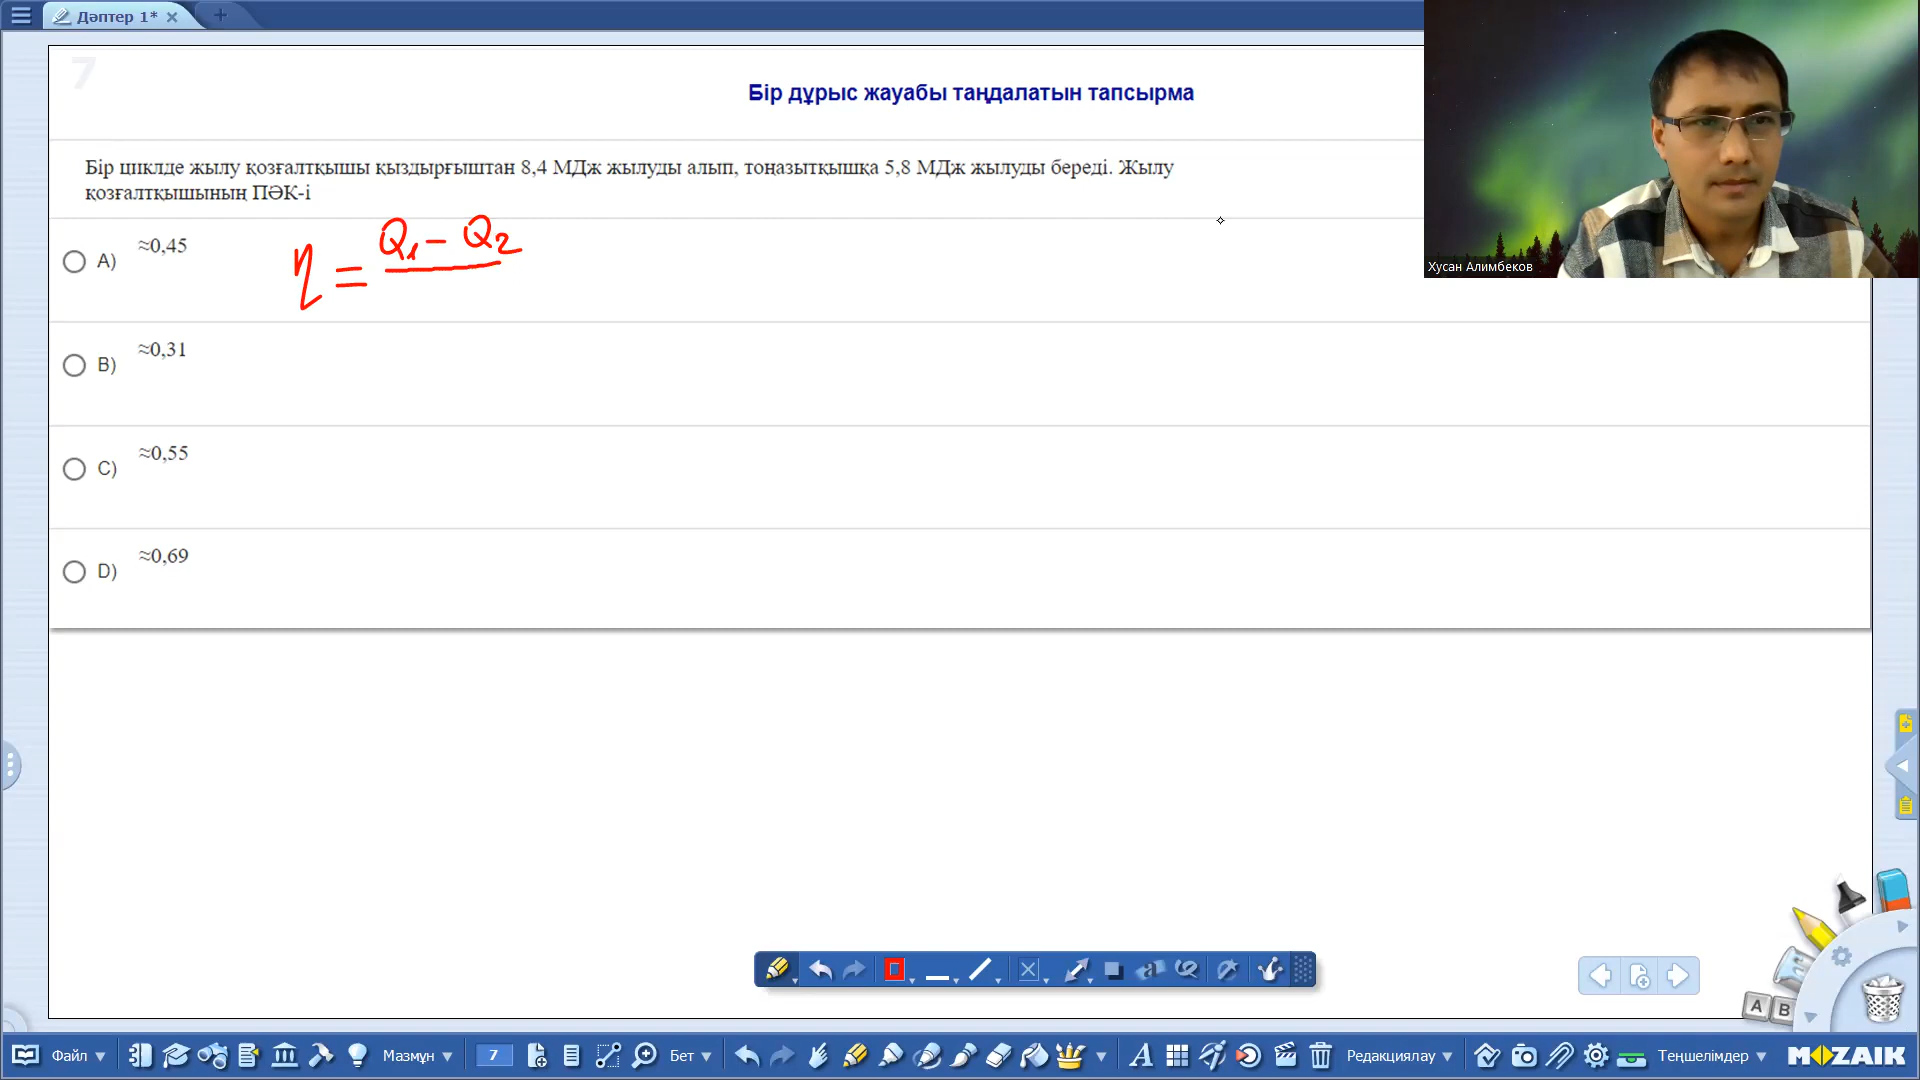 Дәптер 1*
7
Бір дұрыс жауабы таңдалатын тапсырма
Бір циклде жылу қозғалтқышы қыздырғыштан 8,4 МДж жылуды алып, тоңазытқышқа 5,8 МДж жылуды береді. Жылу
қозғалтқышының ПӘК-і
A) ≈0,45
η = Q1 - Q2
B) ≈0,31
C) ≈0,55
D) ≈0,69
Хусан Алимбеков
A B
Файл Мазмұн 7 Бет Редакциялау Теңшелімдер MOZAIK